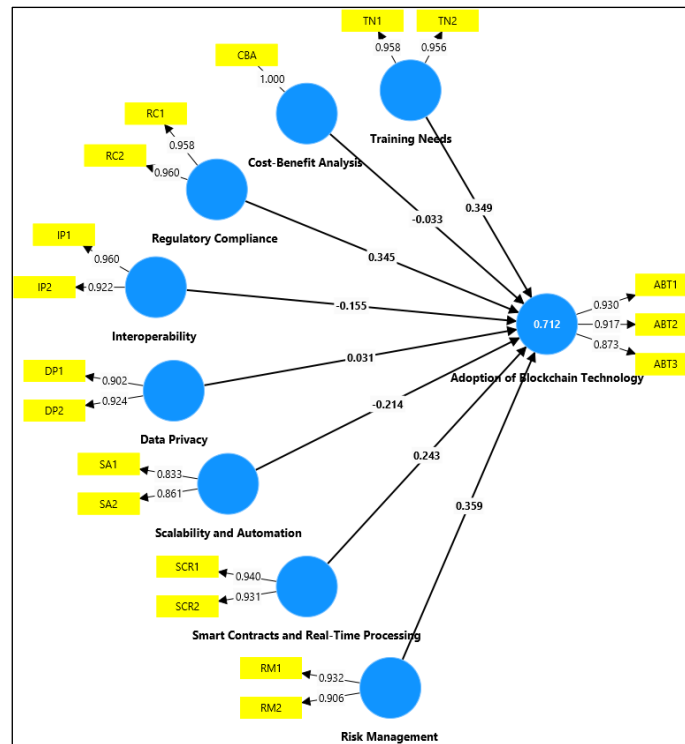 TN1
TN2
0.958
0.956
CBA
1.000
Training Needs
RC1
0.958
RC2
0.960
Cost-Benefit Analysis
0.349
-0.033
Regulatory Compliance
IP1
0.960
0.345
IP2
0.922
Interoperability
-0.155
ABT1
0.930
0.712
0.917
ABT2
0.873
ABT3
Adoption of Blockchain Technology
DP1
0.902
0.031
DP2
0.924
Data Privacy
-0.214
SA1
0.833
SA2
0.861
0.243
Scalability and Automation
0.359
SCR1
0.940
SCR2
0.931
Smart Contracts and Real-Time Processing
RM1
0.932
RM2
0.906
Risk Management